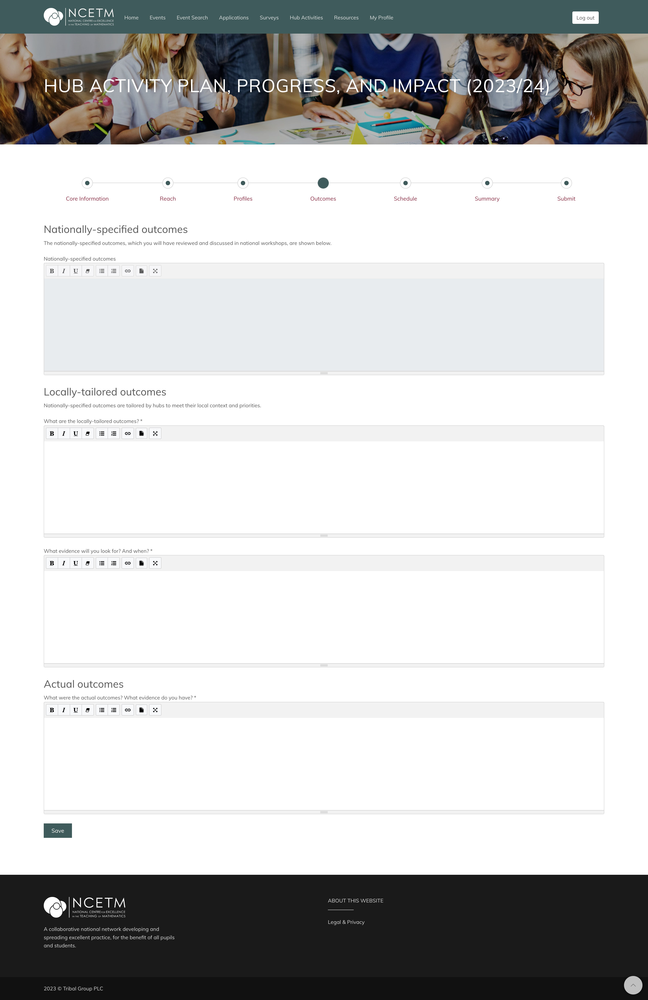 NCETM
NATIONAL CENTRE FOR EXCELLENCE
IN THE TEACHING OF MATHEMATICS
Home Events Event Search Applications Surveys Hub Activities Resources My Profile Log out
HUB ACTIVITY PLAN, PROGRESS, AND IMPACT (2023/24)
Core Information Reach Profiles Outcomes Schedule Summary Submit
Nationally-specified outcomes
The nationally-specified outcomes, which you will have reviewed and discussed in national workshops, are shown below.
Nationally-specified outcomes
B I U
Locally-tailored outcomes
Nationally-specified outcomes are tailored by hubs to meet their local context and priorities.
What are the locally-tailored outcomes? *
B I U
What evidence will you look for? And when? *
B I U
Actual outcomes
What were the actual outcomes? What evidence do you have? *
B I U
Save
NCETM
NATIONAL CENTRE FOR EXCELLENCE
IN THE TEACHING OF MATHEMATICS
A collaborative national network developing and
spreading excellent practice, for the benefit of all pupils
and students.
ABOUT THIS WEBSITE
Legal & Privacy
2023 © Tribal Group PLC